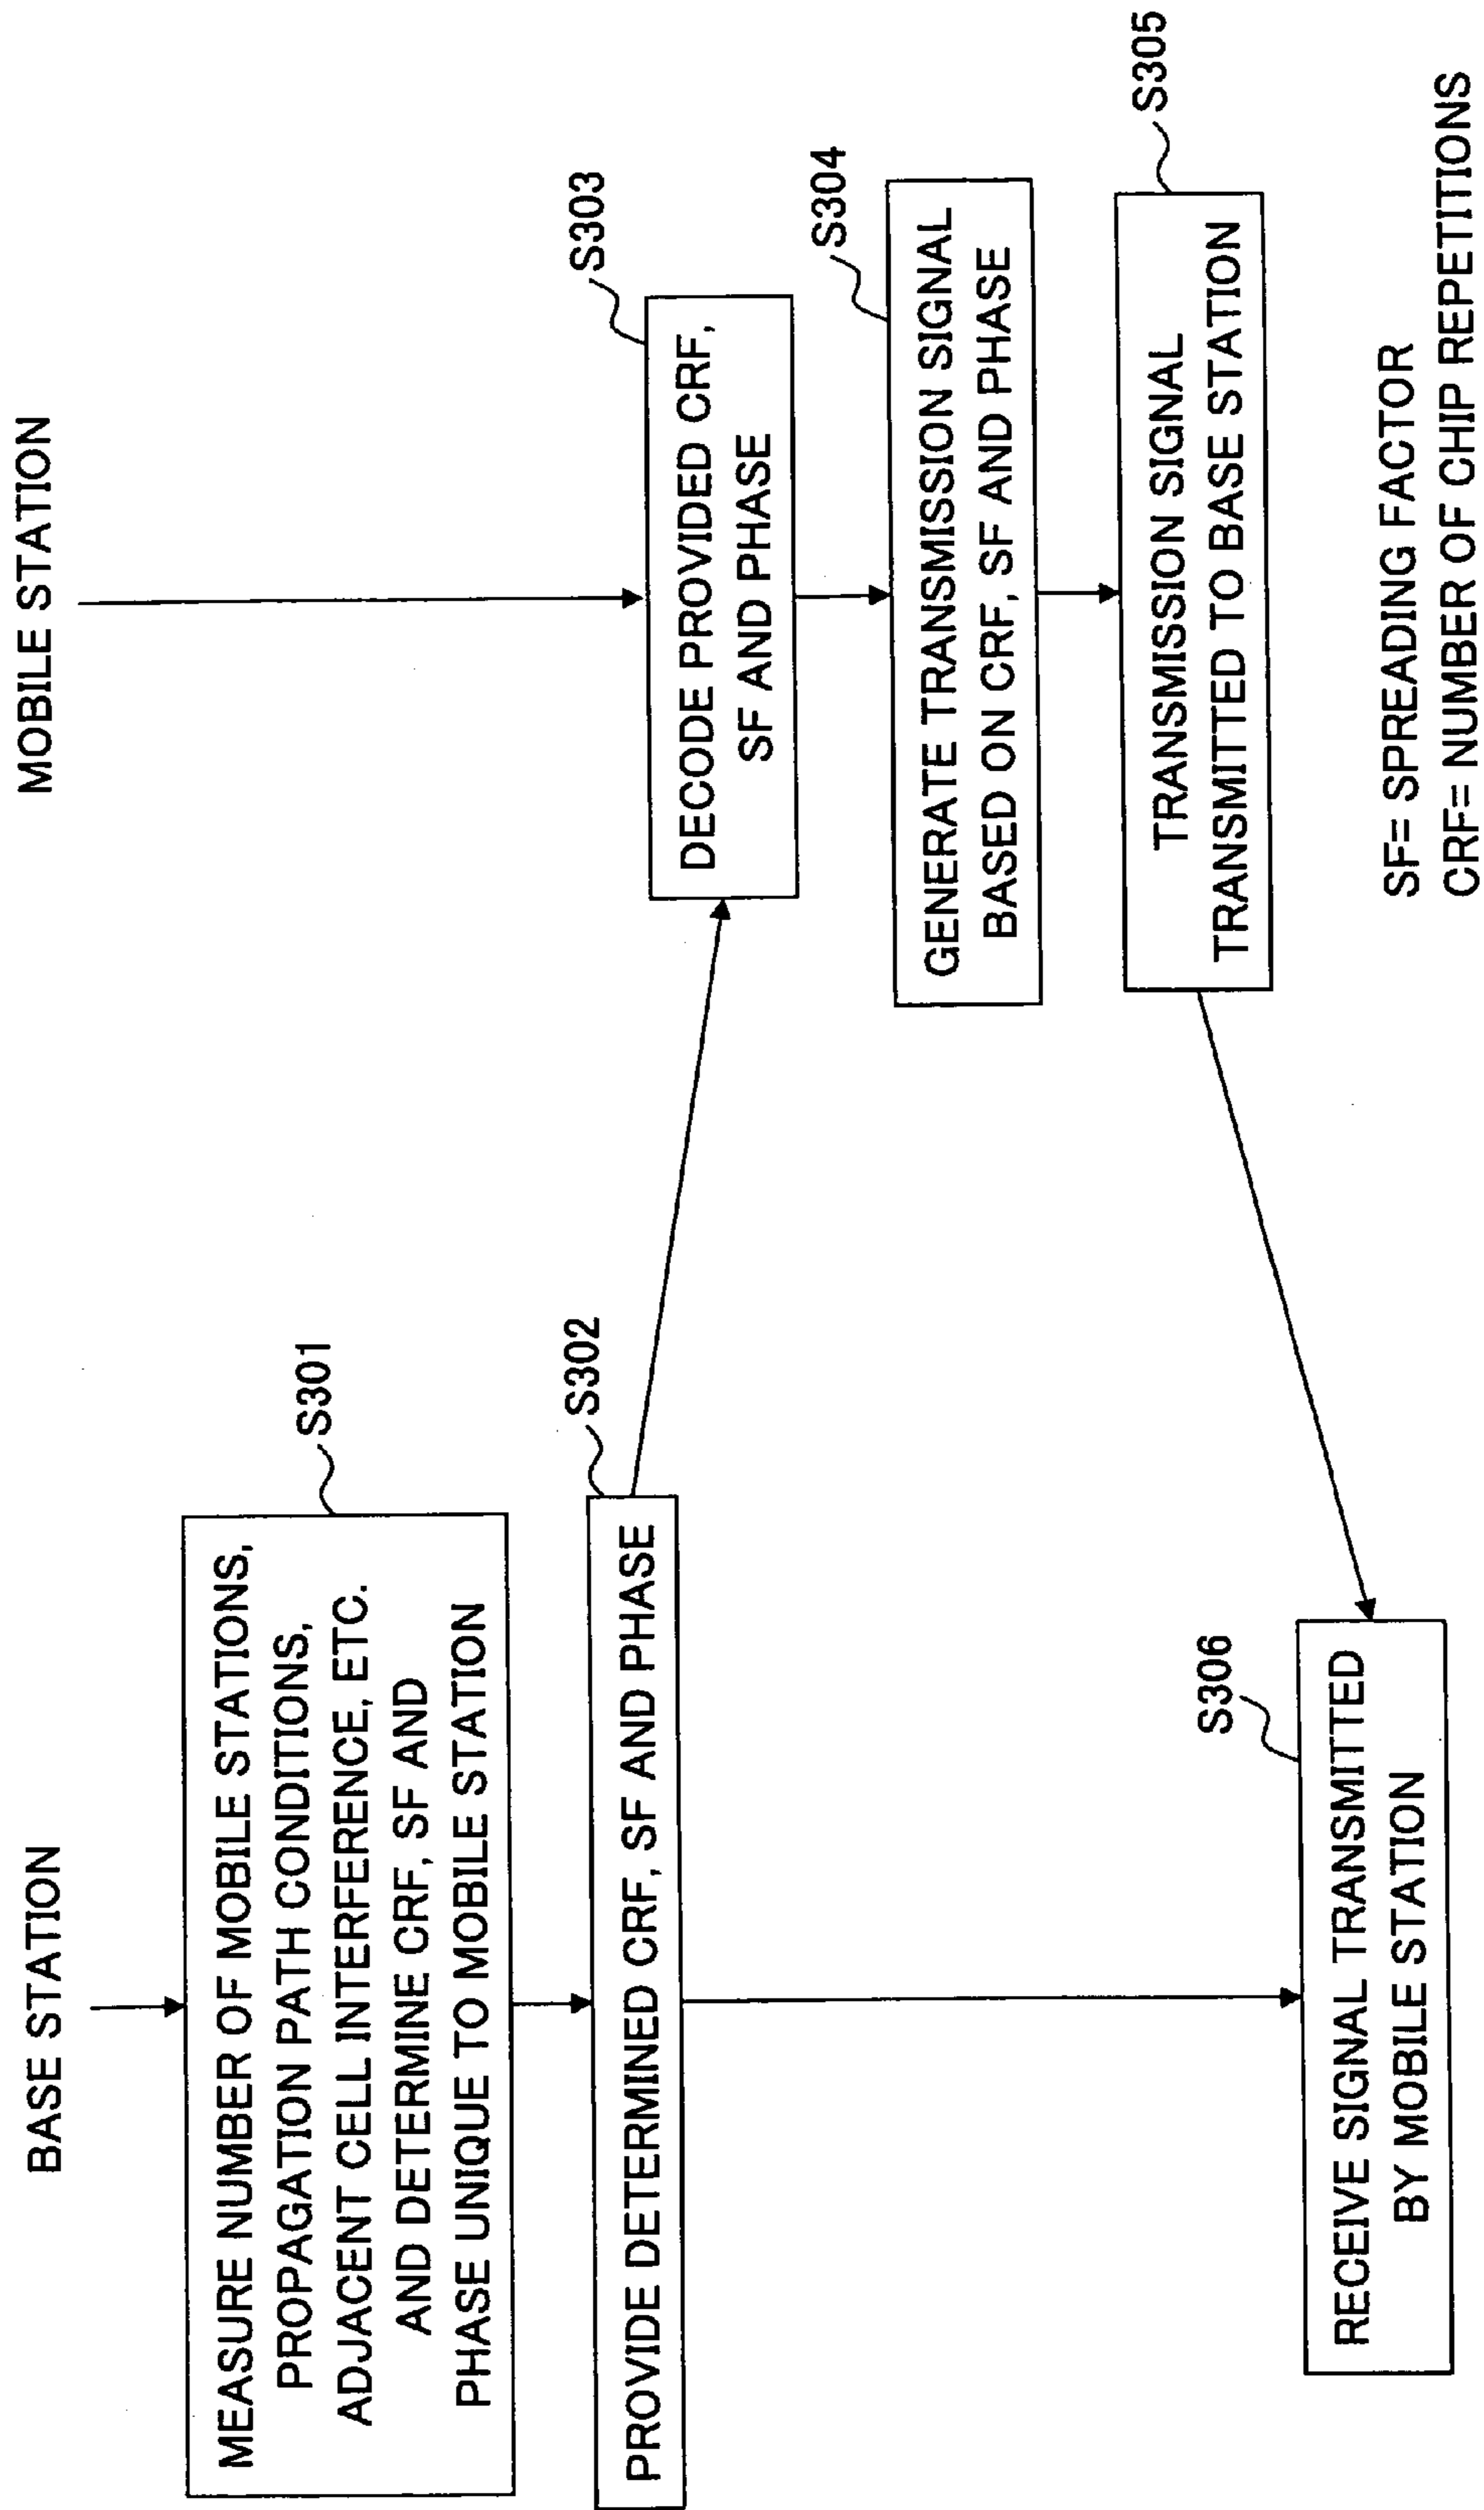 BASE STATION
MEASURE NUMBER OF MOBILE STATIONS,
PROPAGATION PATH CONDITIONS,
ADJACENT CELL INTERFERENCE, ETC.
AND DETERMINE CRF, SF AND
PHASE UNIQUE TO MOBILE STATION
S301
PROVIDE DETERMINED CRF, SF AND PHASE
S302
MOBILE STATION
DECODE PROVIDED CRF,
SF AND PHASE
S303
GENERATE TRANSMISSION SIGNAL
BASED ON CRF, SF AND PHASE
S304
TRANSMISSION SIGNAL
TRANSMITTED TO BASE STATION
S305
RECEIVE SIGNAL TRANSMITTED
BY MOBILE STATION
S306
SF= SPREADING FACTOR
CRF= NUMBER OF CHIP REPETITIONS